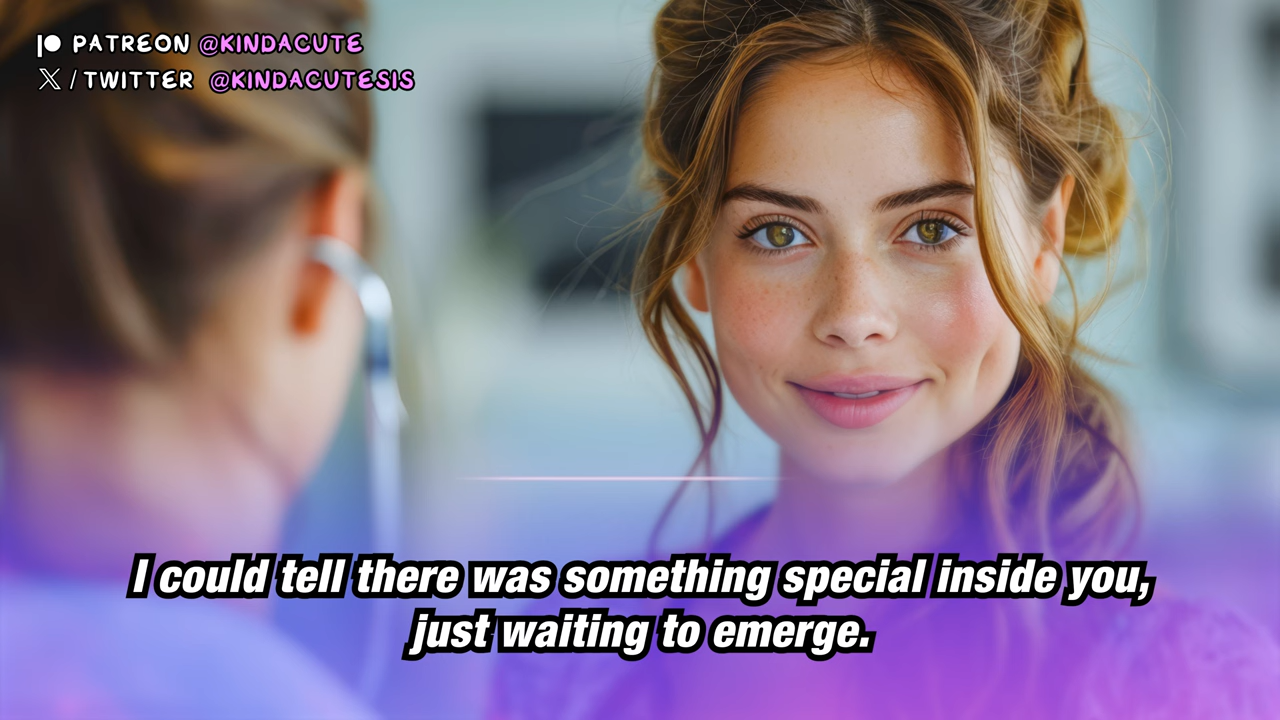 PATREON @KINDACUTE
X / TWITTER @KINDACUTESIS
I could tell there was something special inside you,
just waiting to emerge.